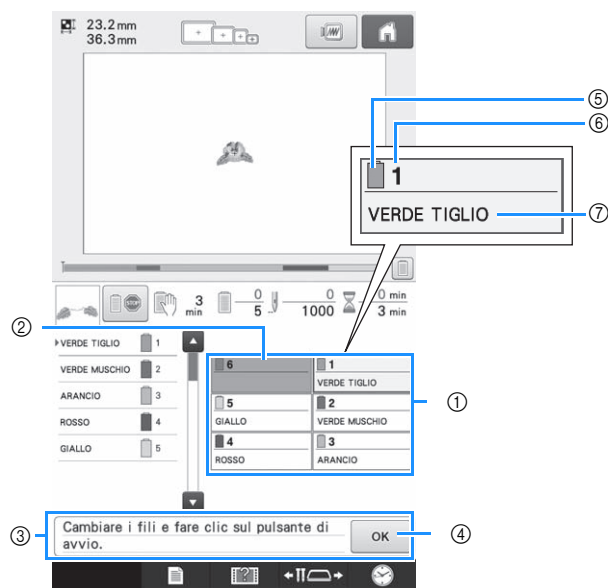 23.2 mm
36.3 mm
⑤
⑥
1
VERDE TIGLIO
⑦
3
min
STOP
0
5
0
1000
0 min
3 min
②
VERDE TIGLIO 1
VERDE MUSCHIO 2
ARANCIO 3
ROSSO 4
GIALLO 5
6
1
VERDE TIGLIO
5
GIALLO
2
VERDE MUSCHIO
4
ROSSO
3
ARANCIO
①
③
Cambiare i fili e fare clic sul pulsante di
avvio.
OK
④
?